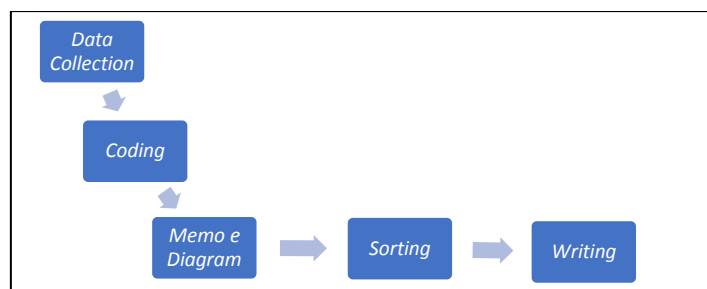 Data
Collection
Coding
Memo e
Diagram
Sorting
Writing